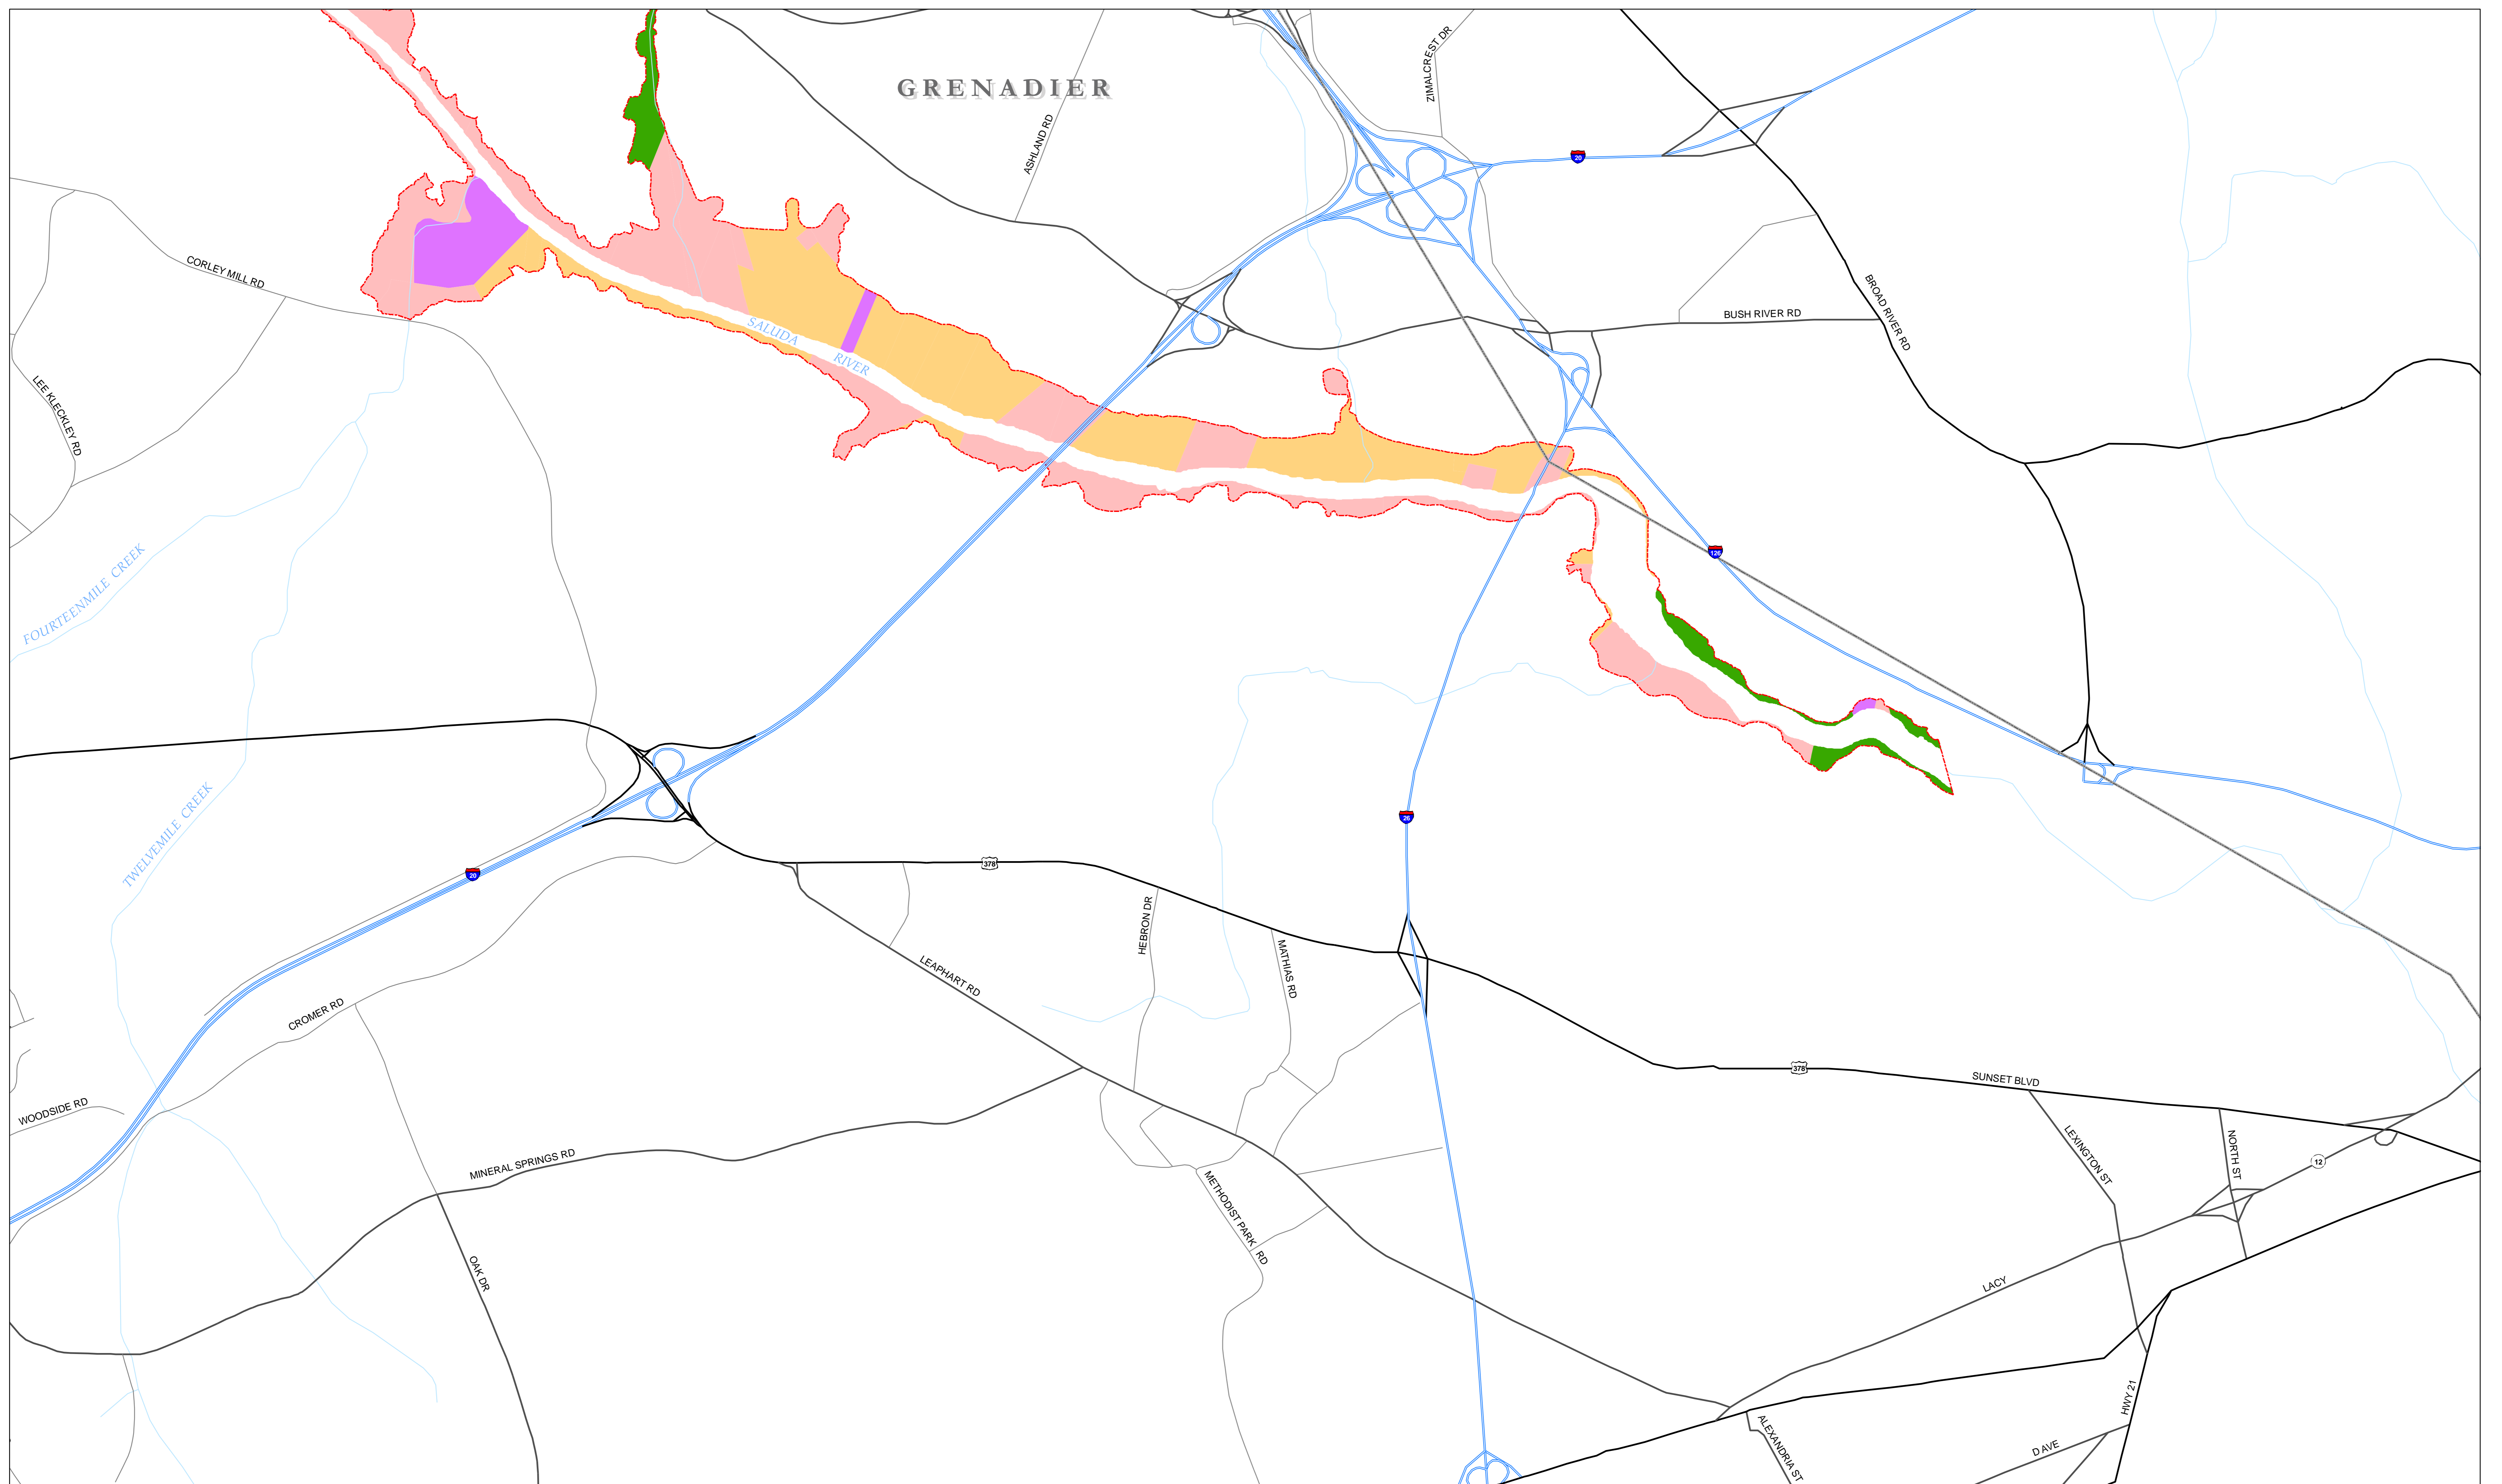 ZIMALCREST DR
GRENADIER
ASHLAND RD
20
CORLEY MILL RD
BROAD RIVER RD
BUSH RIVER RD
SALUDA
RIVER
LEE KLECKLEY RD
126
FOURTEENMILE CREEK
TWELVEMILE CREEK
26
378
20
HEBRON DR
MATHIAS RD
LEAPHART RD
CROMER RD
378
SUNSET BLVD
WOODSIDE RD
LEXINGTON ST
NORTH ST
12
MINERAL SPRINGS RD
METHODIST PARK RD
OAK DR
LACY
HWY 21
ALEXANDRIA ST
D AVE